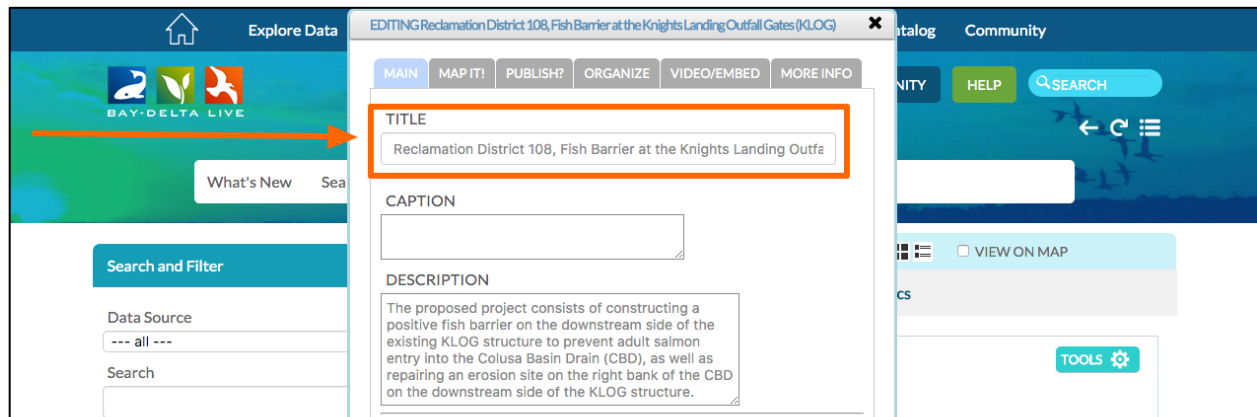 Explore Data
EDITING Reclamation District 108, Fish Barrier at the Knights Landing Outfall Gates (KLOG)
Community
MAIN
MAP IT!
PUBLISH?
ORGANIZE
VIDEO/EMBED
MORE INFO
BAY-DELTA LIVE
HELP
SEARCH
TITLE
Reclamation District 108, Fish Barrier at the Knights Landing Outfa
What's New
CAPTION
Search and Filter
VIEW ON MAP
DESCRIPTION
The proposed project consists of constructing a
positive fish barrier on the downstream side of the
existing KLOG structure to prevent adult salmon
entry into the Colusa Basin Drain (CBD), as well as
repairing an erosion site on the right bank of the CBD
on the downstream side of the KLOG structure.
Data Source
--- all ---
Search
TOOLS